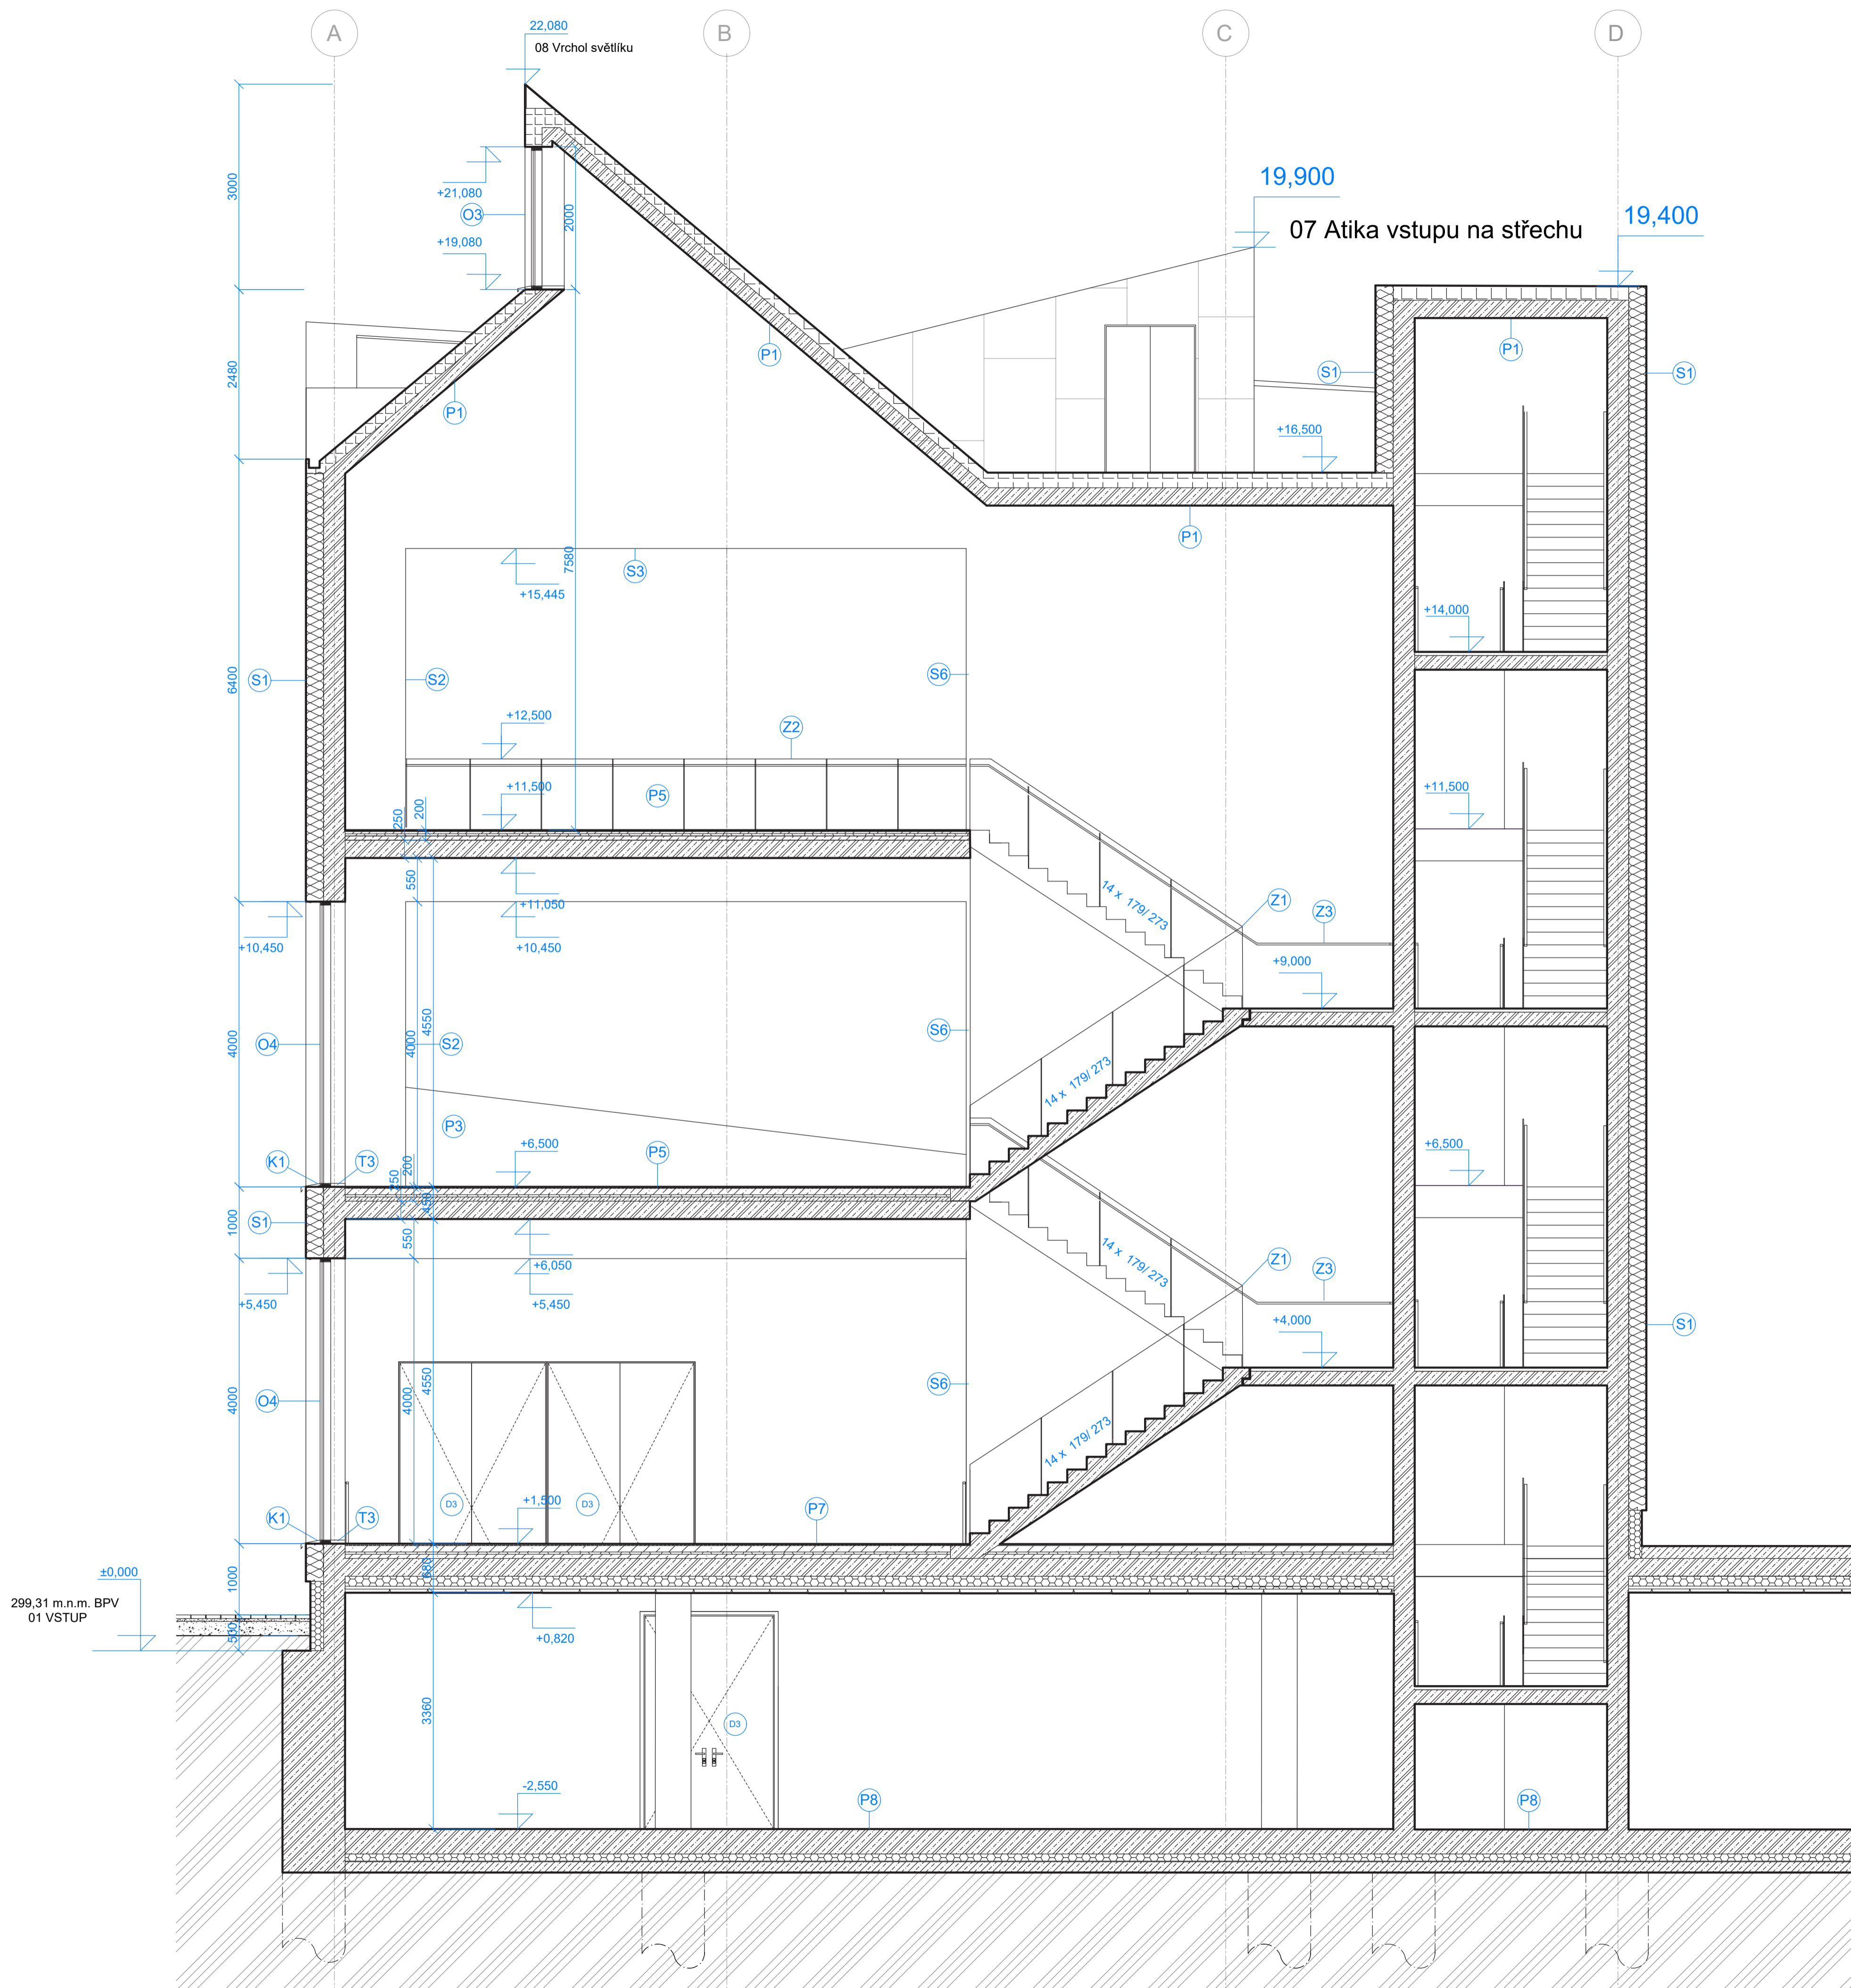 A
B
C
D
22,080
08 Vrchol světlíku
3000
+21,080
O3
2000
+19,080
19,900
07 Atika vstupu na střechu
19,400
P1
P1
S1
S1
2480
P1
+16,500
P1
7580
S3
+15,445
+14,000
6400
S1
S2
S6
+12,500
Z2
+11,500
P5
+11,500
250
200
550
14 x 179/ 273
+11,050
+10,450
+10,450
Z1
Z3
+9,000
4000
O4
4000
4550
S2
S6
14 x 179/ 273
P3
+6,500
P5
+6,500
K1
T3
250
200
450
1000
S1
550
+6,050
+5,450
+5,450
14 x 179/ 273
Z1
Z3
+4,000
S1
4000
O4
4000
4550
S6
14 x 179/ 273
D3
D3
+1,500
P7
K1
T3
±0,000
299,31 m.n.m. BPV
01 VSTUP
1000
500
680
+0,820
3360
D3
-2,550
P8
P8